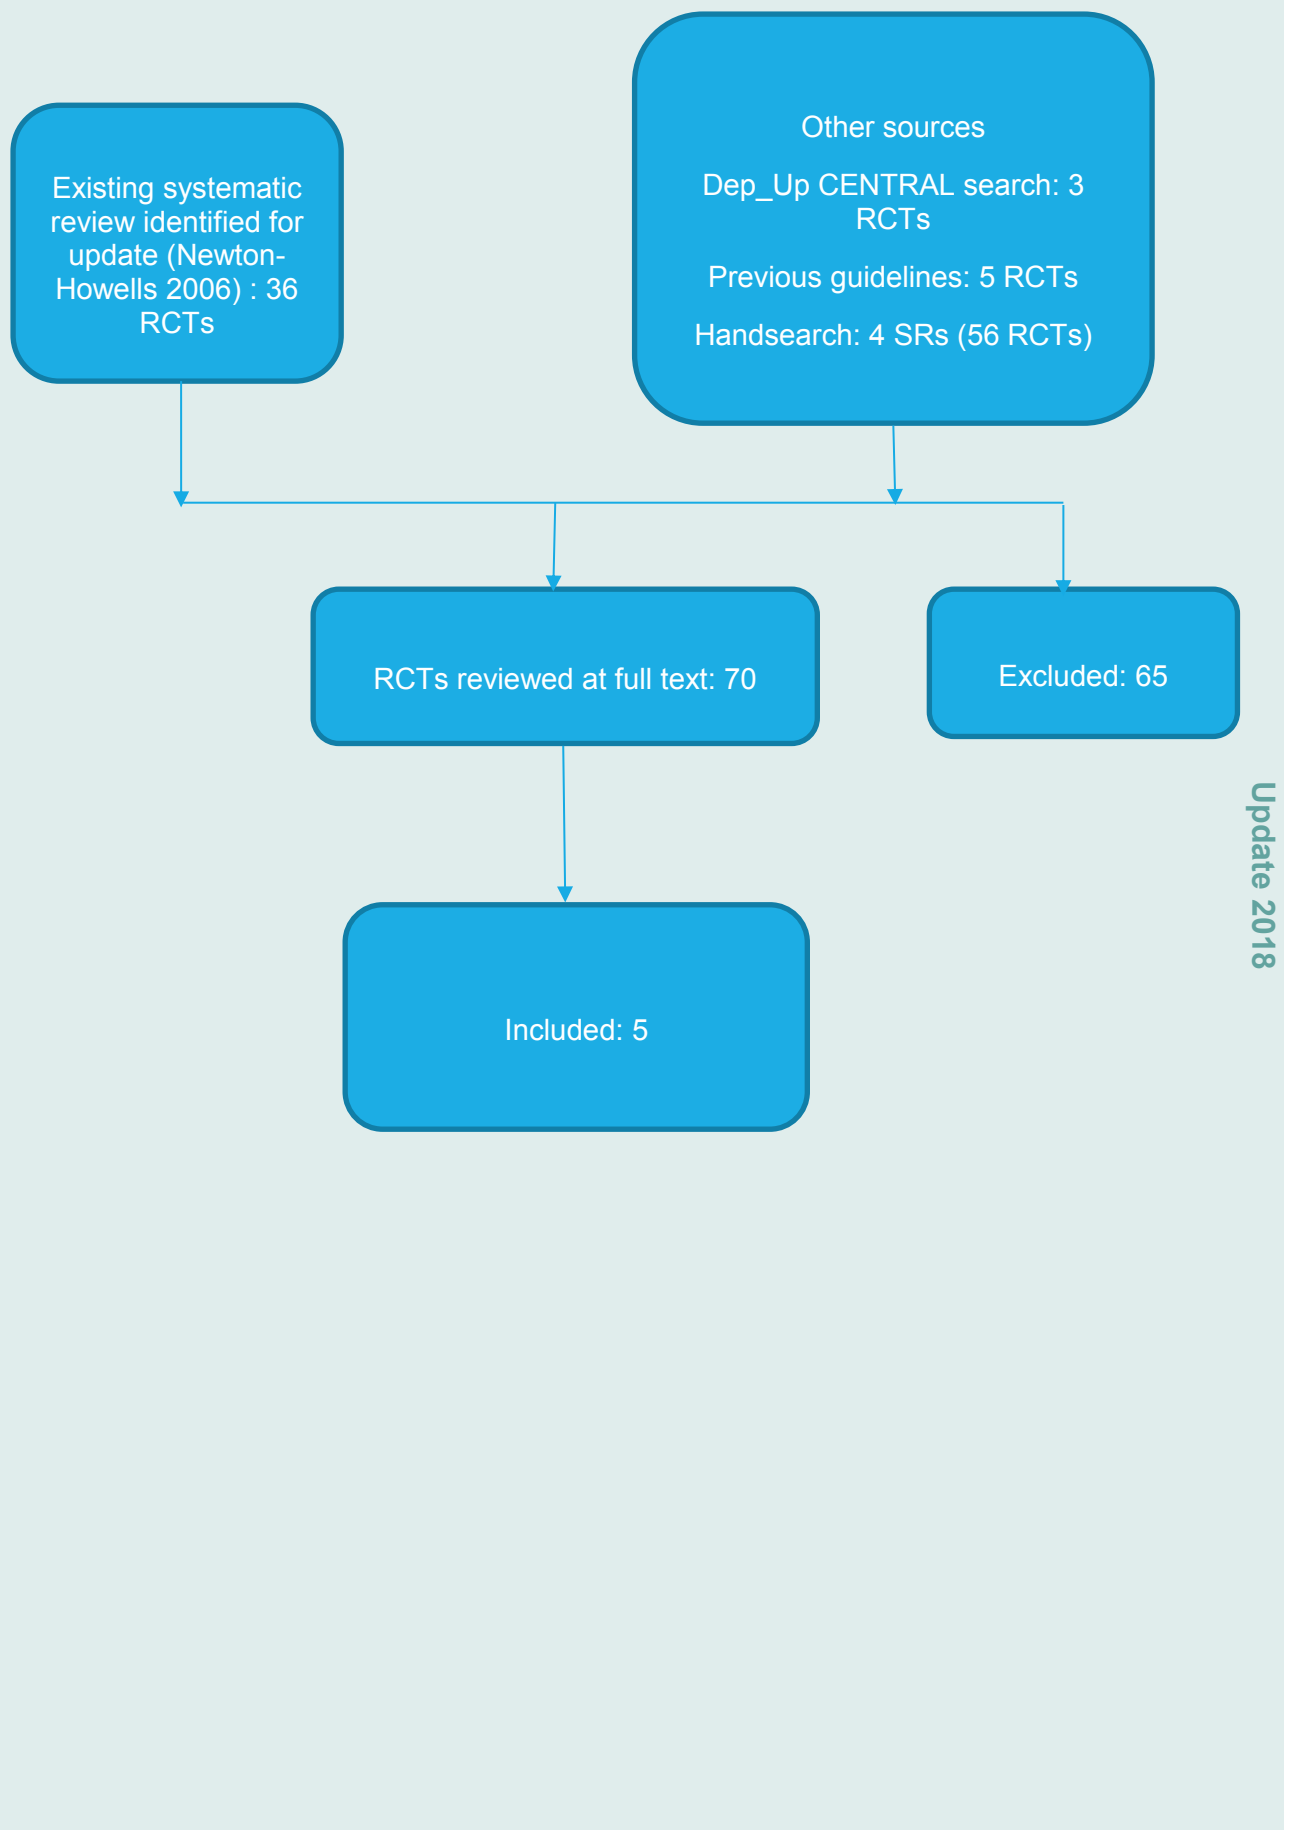 Existing systematic
review identified for
update (Newton-
Howells 2006) : 36
RCTs
Other sources
Dep_Up CENTRAL search: 3
RCTs
Previous guidelines: 5 RCTs
Handsearch: 4 SRs (56 RCTs)
RCTs reviewed at full text: 70
Excluded: 65
Included: 5
Update 2018